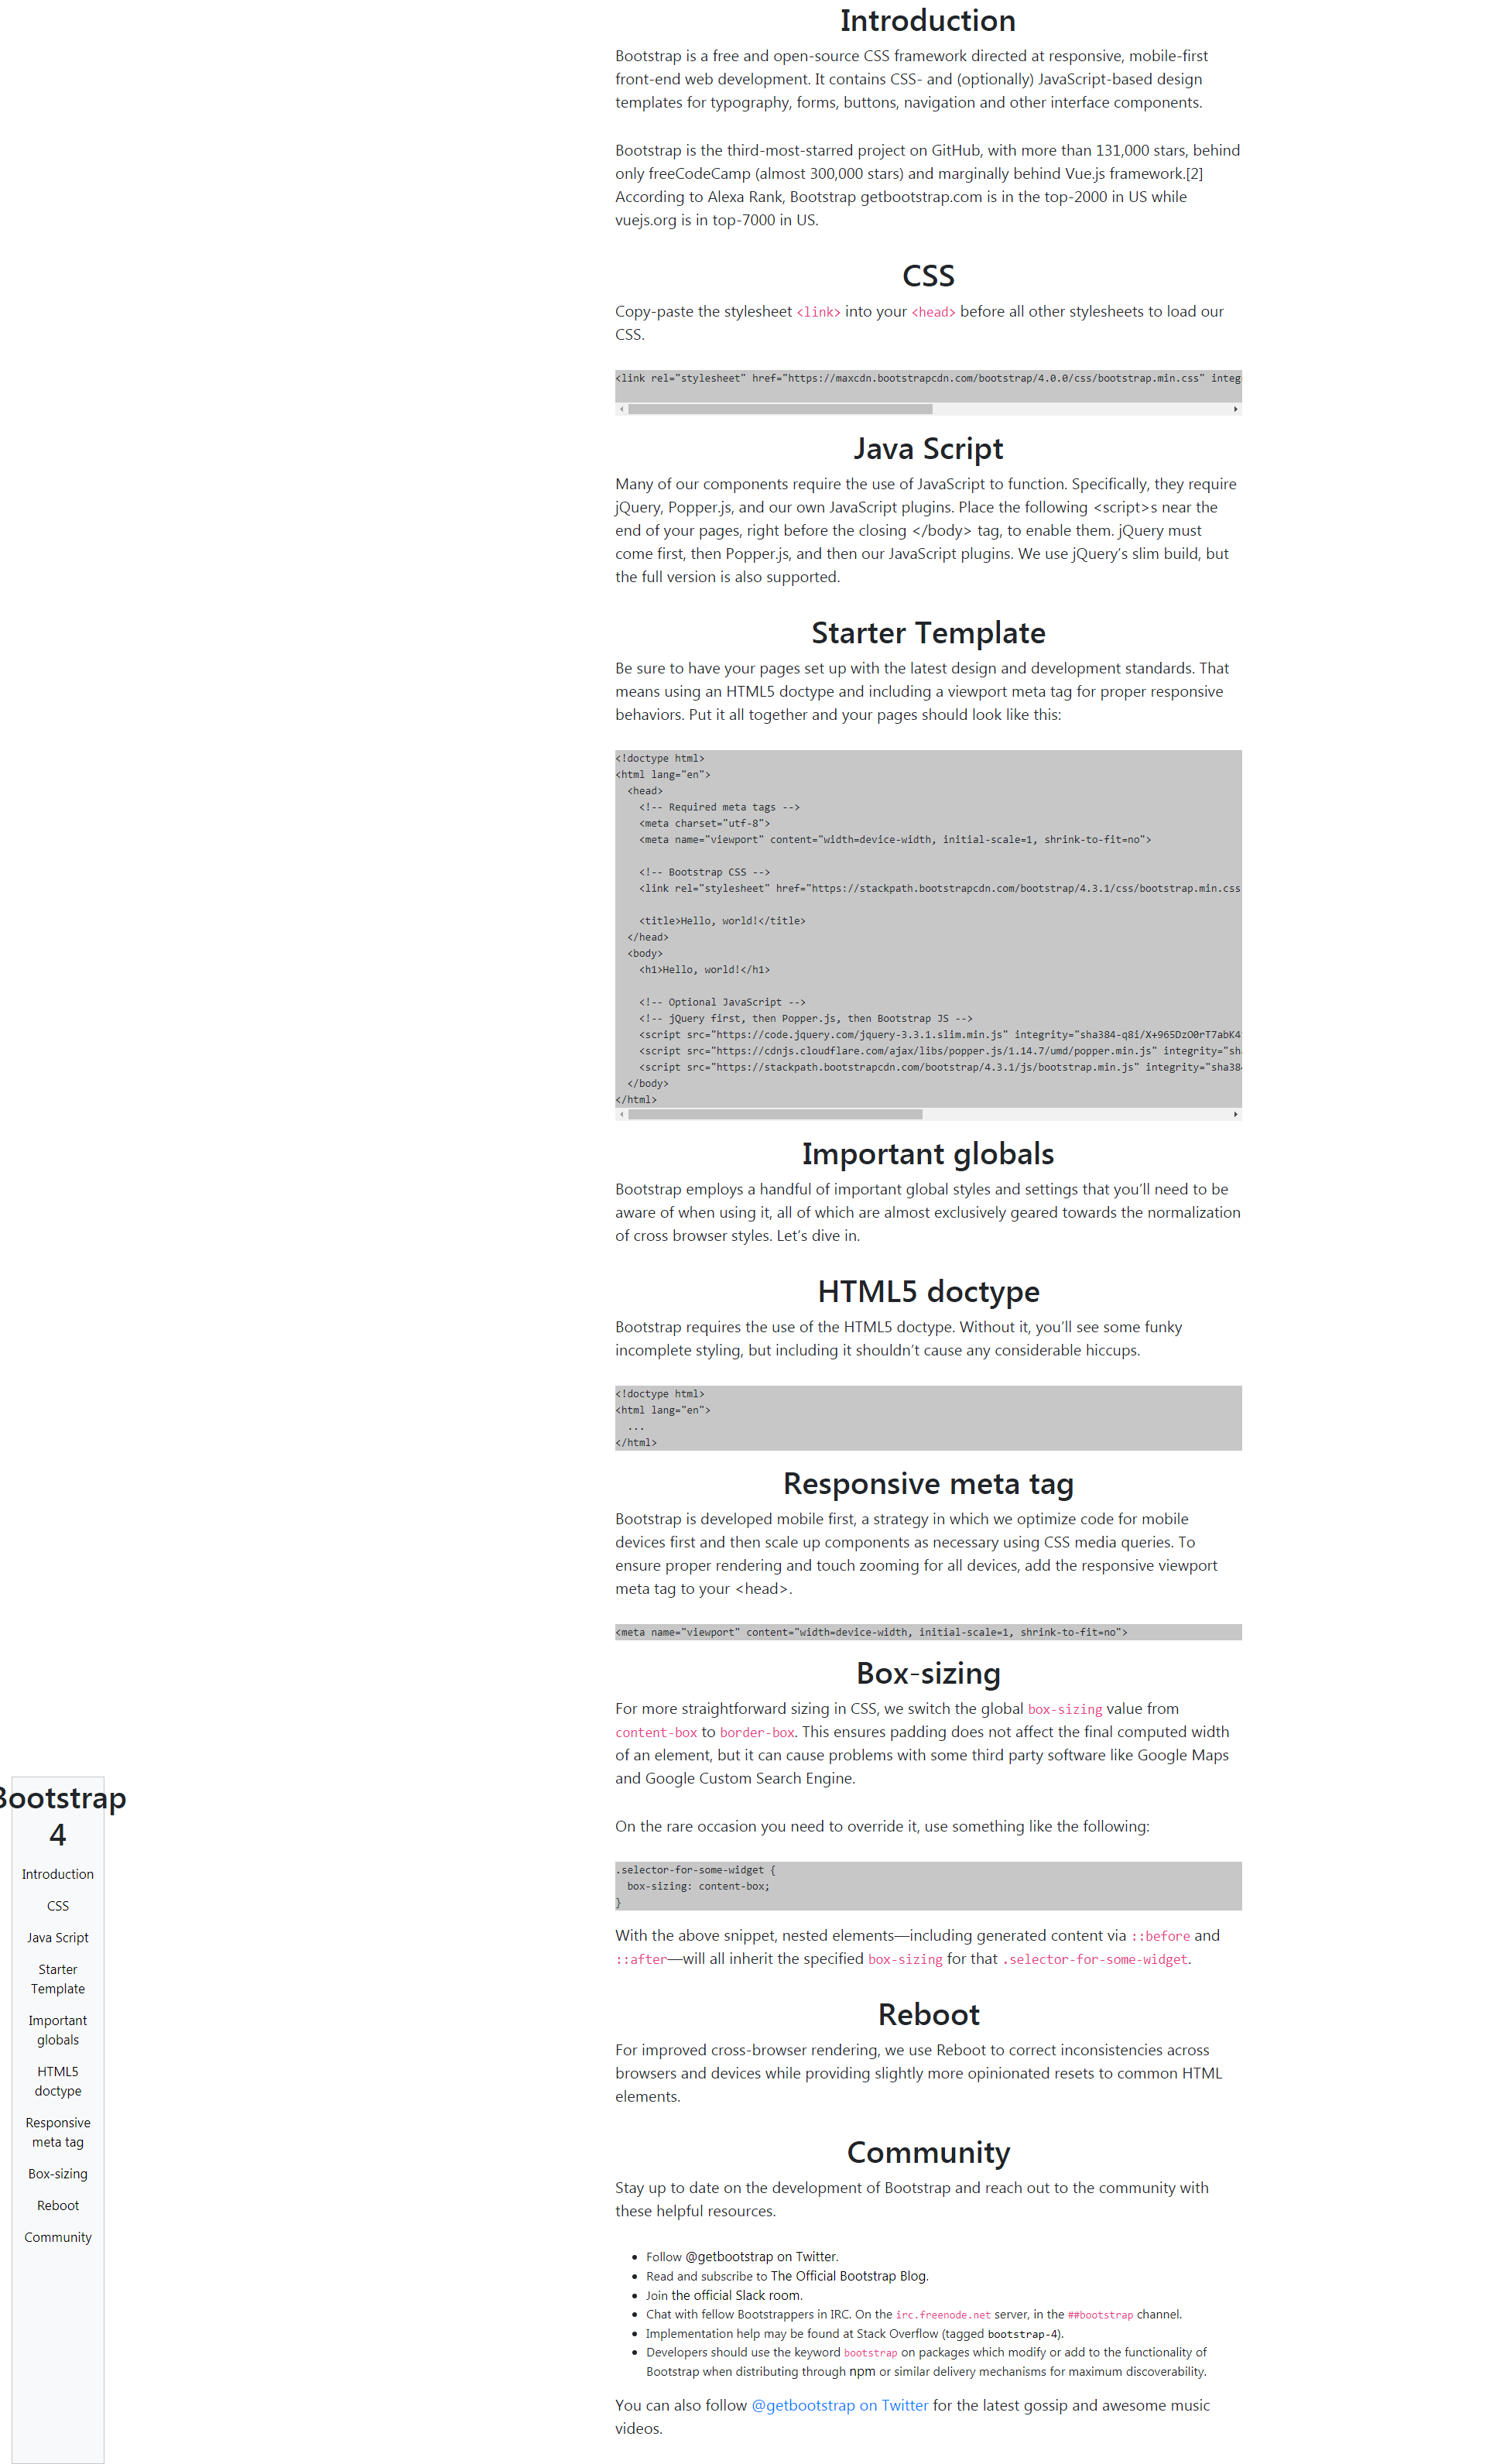 Introduction
Bootstrap is a free and open-source CSS framework directed at responsive, mobile-first
front-end web development. It contains CSS- and (optionally) JavaScript-based design
templates for typography, forms, buttons, navigation and other interface components.
Bootstrap is the third-most-starred project on GitHub, with more than 131,000 stars, behind
only freeCodeCamp (almost 300,000 stars) and marginally behind Vue.js framework.[2]
According to Alexa Rank, Bootstrap getbootstrap.com is in the top-2000 in US while
vuejs.org is in top-7000 in US.
CSS
Copy-paste the stylesheet <link> into your <head> before all other stylesheets to load our
CSS.
<link rel="stylesheet" href="https://maxcdn.bootstrapcdn.com/bootstrap/4.0.0/css/bootstrap.min.css" integ
Java Script
Many of our components require the use of JavaScript to function. Specifically, they require
jQuery, Popper.js, and our own JavaScript plugins. Place the following <script>s near the
end of your pages, right before the closing </body> tag, to enable them. jQuery must
come first, then Popper.js, and then our JavaScript plugins. We use jQuery’s slim build, but
the full version is also supported.
Starter Template
Be sure to have your pages set up with the latest design and development standards. That
means using an HTML5 doctype and including a viewport meta tag for proper responsive
behaviors. Put it all together and your pages should look like this:
<!doctype html>
<html lang="en">
  <head>
    <!-- Required meta tags -->
    <meta charset="utf-8">
    <meta name="viewport" content="width=device-width, initial-scale=1, shrink-to-fit=no">
    <!-- Bootstrap CSS -->
    <link rel="stylesheet" href="https://stackpath.bootstrapcdn.com/bootstrap/4.3.1/css/bootstrap.min.css
    <title>Hello, world!</title>
  </head>
  <body>
    <h1>Hello, world!</h1>
    <!-- Optional JavaScript -->
    <!-- jQuery first, then Popper.js, then Bootstrap JS -->
    <script src="https://code.jquery.com/jquery-3.3.1.slim.min.js" integrity="sha384-q8i/X+965DzO0rT7abK4
    <script src="https://cdnjs.cloudflare.com/ajax/libs/popper.js/1.14.7/umd/popper.min.js" integrity="sh
    <script src="https://stackpath.bootstrapcdn.com/bootstrap/4.3.1/js/bootstrap.min.js" integrity="sha38
  </body>
</html>
Important globals
Bootstrap employs a handful of important global styles and settings that you’ll need to be
aware of when using it, all of which are almost exclusively geared towards the normalization
of cross browser styles. Let’s dive in.
HTML5 doctype
Bootstrap requires the use of the HTML5 doctype. Without it, you’ll see some funky
incomplete styling, but including it shouldn’t cause any considerable hiccups.
<!doctype html>
<html lang="en">
  ...
</html>
Responsive meta tag
Bootstrap is developed mobile first, a strategy in which we optimize code for mobile
devices first and then scale up components as necessary using CSS media queries. To
ensure proper rendering and touch zooming for all devices, add the responsive viewport
meta tag to your <head>.
<meta name="viewport" content="width=device-width, initial-scale=1, shrink-to-fit=no">
Box-sizing
For more straightforward sizing in CSS, we switch the global box-sizing value from
content-box to border-box. This ensures padding does not affect the final computed width
of an element, but it can cause problems with some third party software like Google Maps
and Google Custom Search Engine.
On the rare occasion you need to override it, use something like the following:
.selector-for-some-widget {
  box-sizing: content-box;
}
With the above snippet, nested elements—including generated content via ::before and
::after—will all inherit the specified box-sizing for that .selector-for-some-widget.
Reboot
For improved cross-browser rendering, we use Reboot to correct inconsistencies across
browsers and devices while providing slightly more opinionated resets to common HTML
elements.
Community
Stay up to date on the development of Bootstrap and reach out to the community with
these helpful resources.
• Follow @getbootstrap on Twitter.
• Read and subscribe to The Official Bootstrap Blog.
• Join the official Slack room.
• Chat with fellow Bootstrappers in IRC. On the irc.freenode.net server, in the ##bootstrap channel.
• Implementation help may be found at Stack Overflow (tagged bootstrap-4).
• Developers should use the keyword bootstrap on packages which modify or add to the functionality of
Bootstrap when distributing through npm or similar delivery mechanisms for maximum discoverability.
You can also follow @getbootstrap on Twitter for the latest gossip and awesome music
videos.
Bootstrap
4
Introduction
CSS
Java Script
Starter
Template
Important
globals
HTML5
doctype
Responsive
meta tag
Box-sizing
Reboot
Community